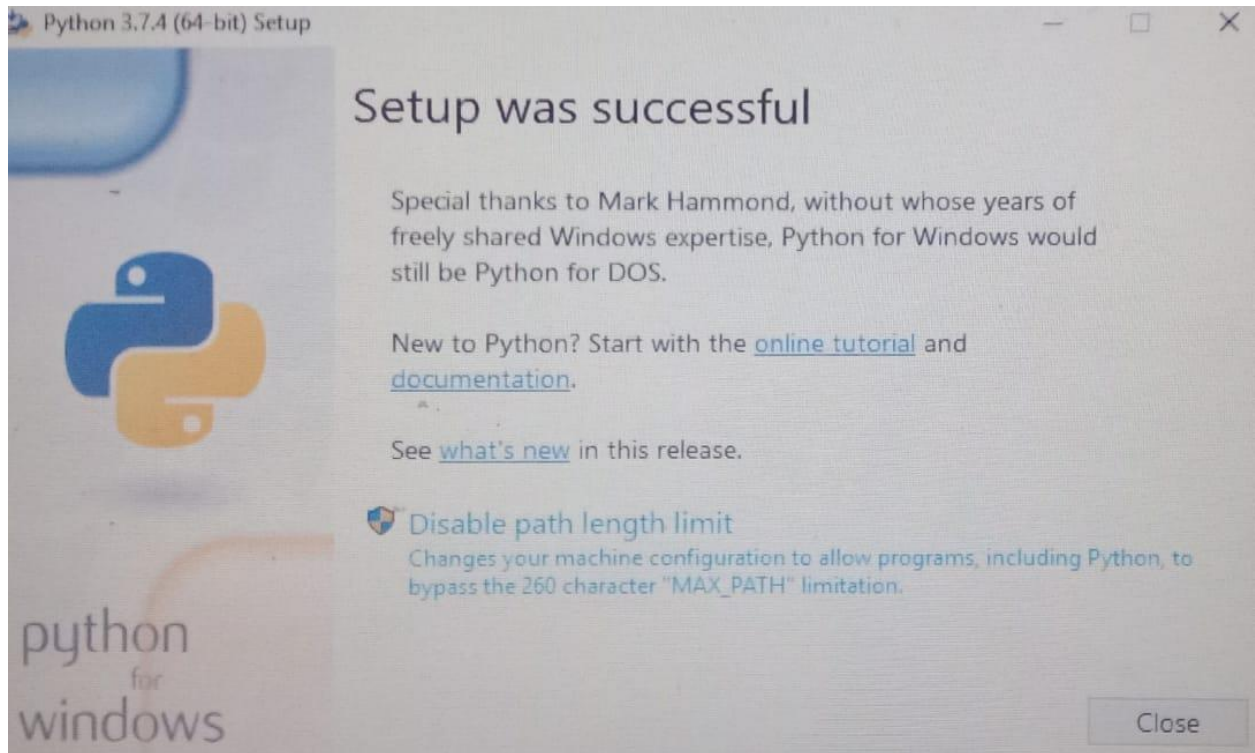 Python 3.7.4 (64-bit) Setup
Setup was successful
Special thanks to Mark Hammond, without whose years of
freely shared Windows expertise, Python for Windows would
still be Python for DOS.
New to Python? Start with the online tutorial and
documentation.
See what's new in this release.
Disable path length limit
Changes your machine configuration to allow programs, including Python, to
bypass the 260 character "MAX_PATH" limitation.
python
for
windows
Close